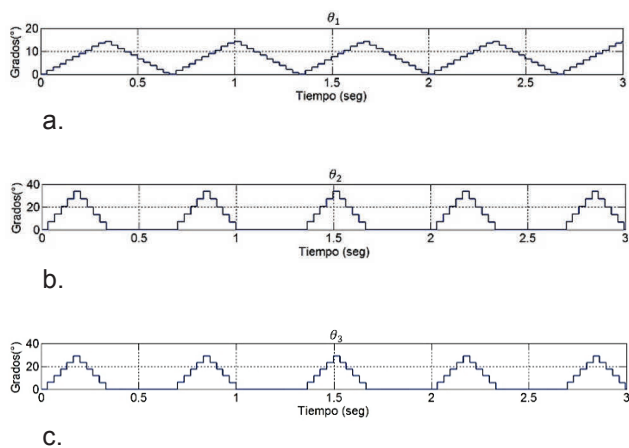 θ1
Grados(°)
20
10
0
0 0.5 1 1.5 2 2.5 3
Tiempo (seg)
a.
θ2
Grados(°)
40
20
0
0 0.5 1 1.5 2 2.5 3
Tiempo (seg)
b.
θ3
Grados(°)
40
20
0
0 0.5 1 1.5 2 2.5 3
Tiempo (seg)
c.